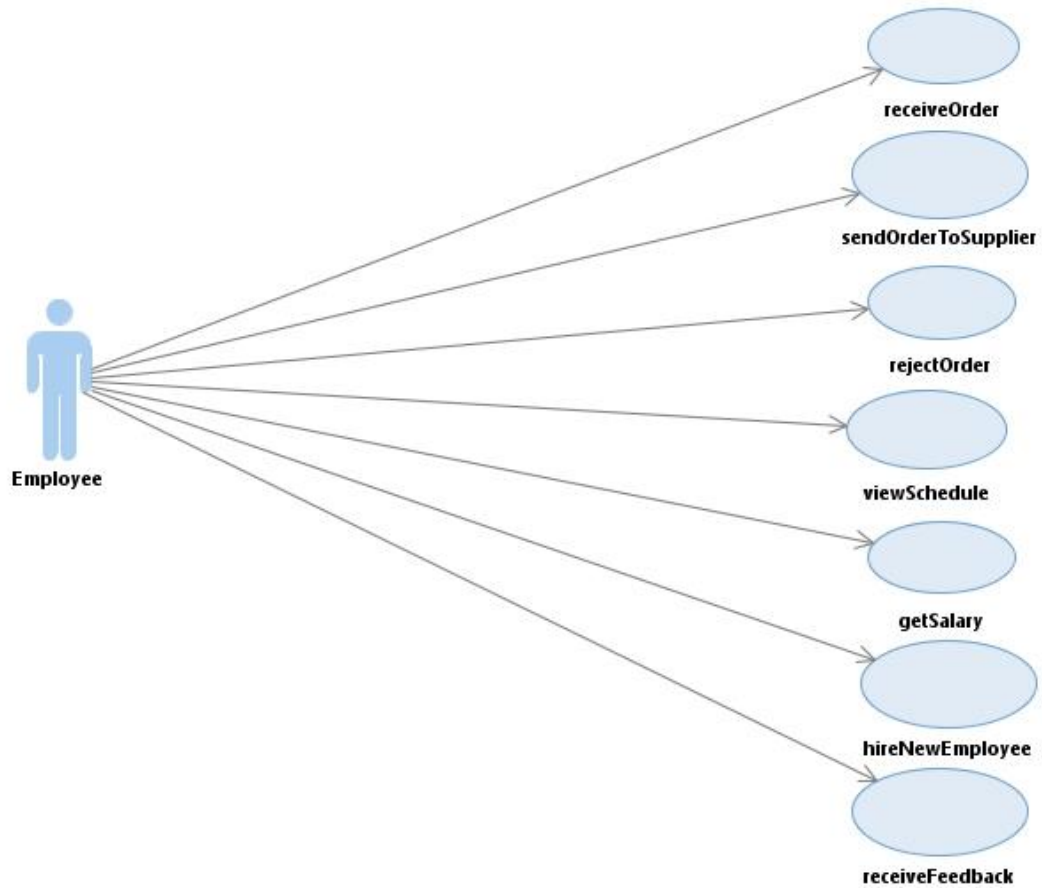 receiveOrder
sendOrderToSupplier
rejectOrder
Employee
viewSchedule
getSalary
hireNewEmployee
receiveFeedback